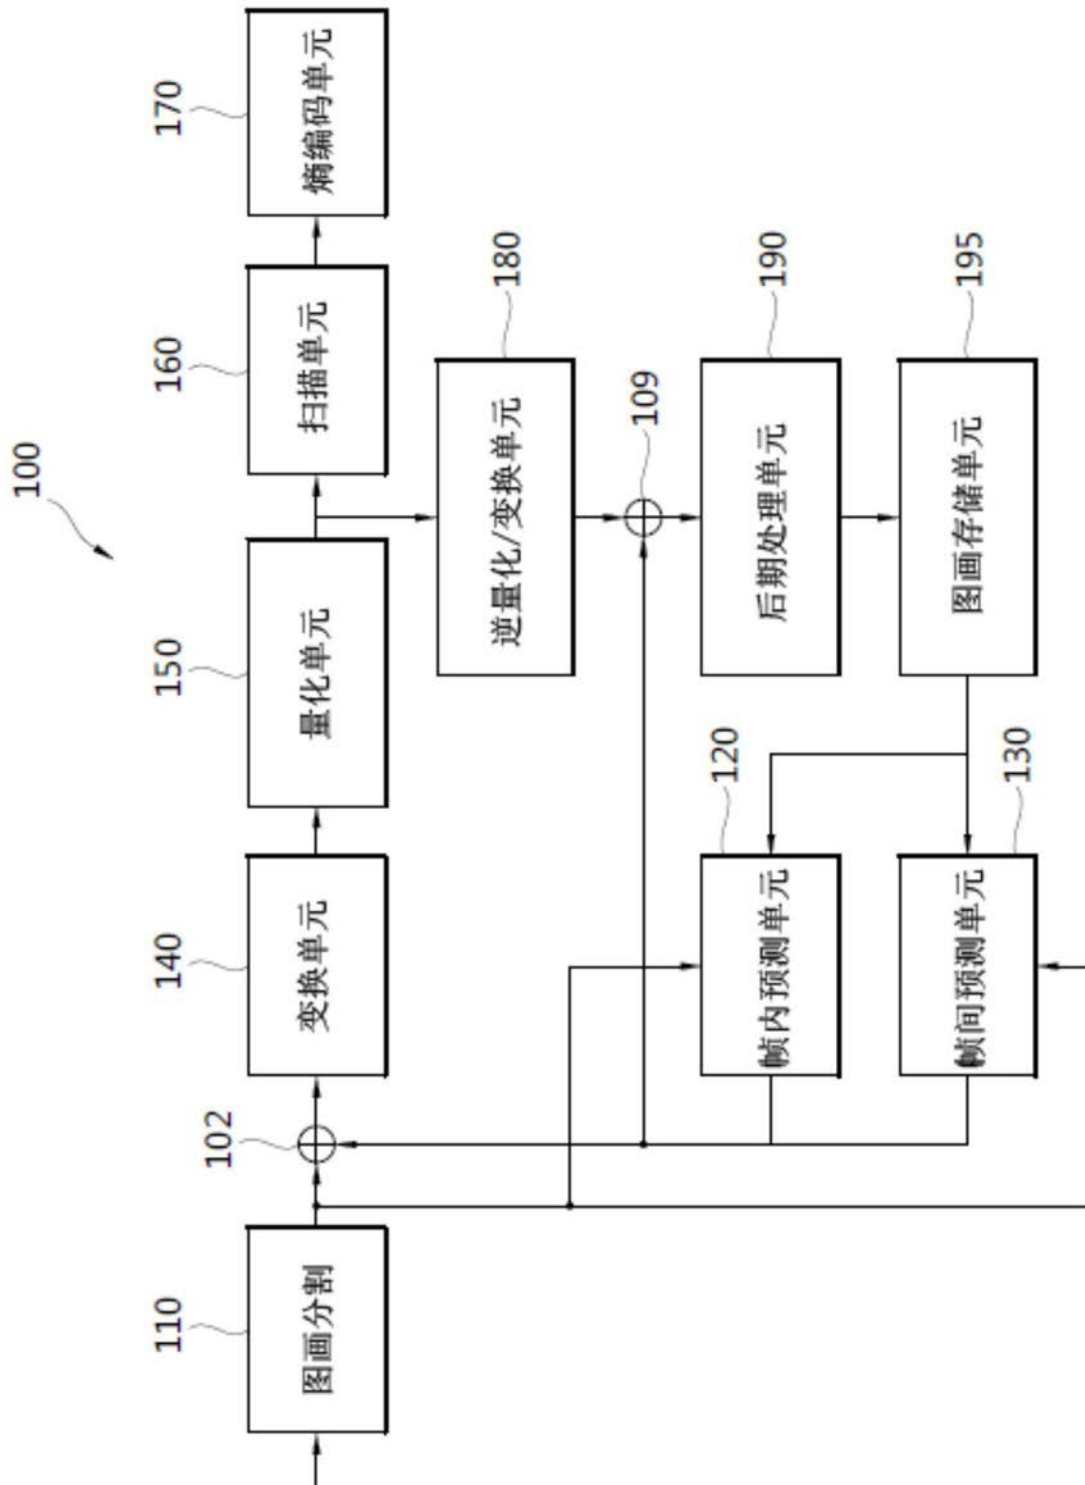 100
110
图画分割
102
140
变换单元
150
量化单元
160
扫描单元
170
熵编码单元
180
逆量化/变换单元
109
120
帧内预测单元
190
后期处理单元
130
帧间预测单元
195
图画存储单元